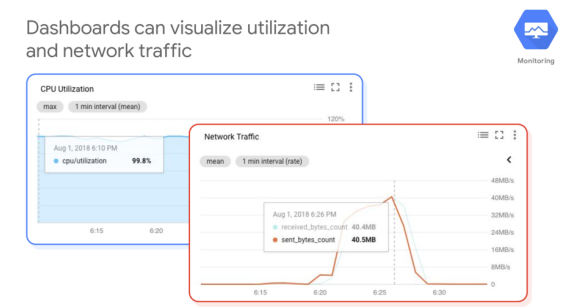 Dashboards can visualize utilization
and network traffic
Monitoring
CPU Utilization
max
1 min interval (mean)
120%
Aug 1, 2018 6:10 PM
cpu/utilization 99.8%
6:15 6:20
Network Traffic
mean
1 min interval (rate)
48MB/s
40MB/s
32MB/s
24MB/s
16MB/s
8MB/s
0
Aug 1, 2018 6:26 PM
received_bytes_count 40.4MB
sent_bytes_count 40.5MB
6:15 6:20 6:25 6:30